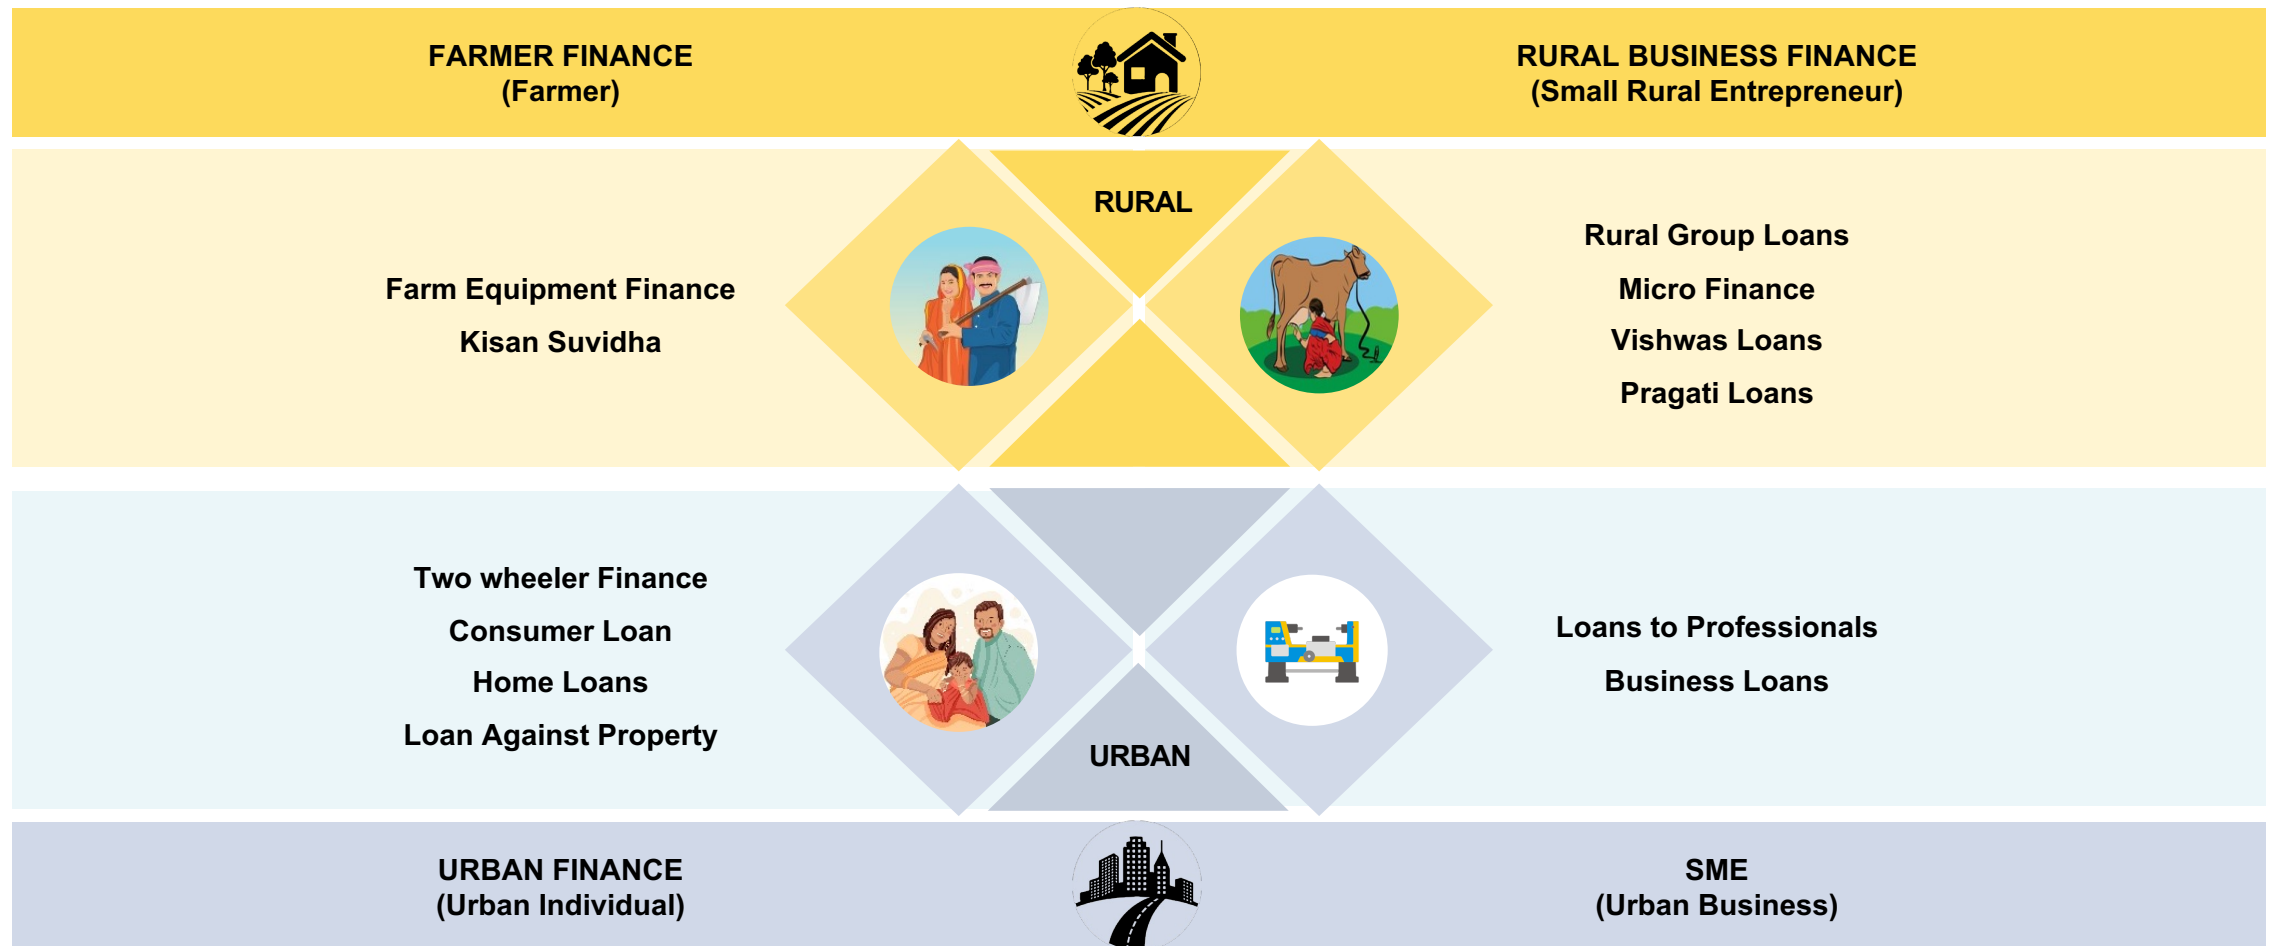 FARMER FINANCE
(Farmer)
RURAL BUSINESS FINANCE
(Small Rural Entrepreneur)
RURAL
Farm Equipment Finance
Kisan Suvidha
Rural Group Loans
Micro Finance
Vishwas Loans
Pragati Loans
Two wheeler Finance
Consumer Loan
Home Loans
Loan Against Property
Loans to Professionals
Business Loans
URBAN
URBAN FINANCE
(Urban Individual)
SME
(Urban Business)